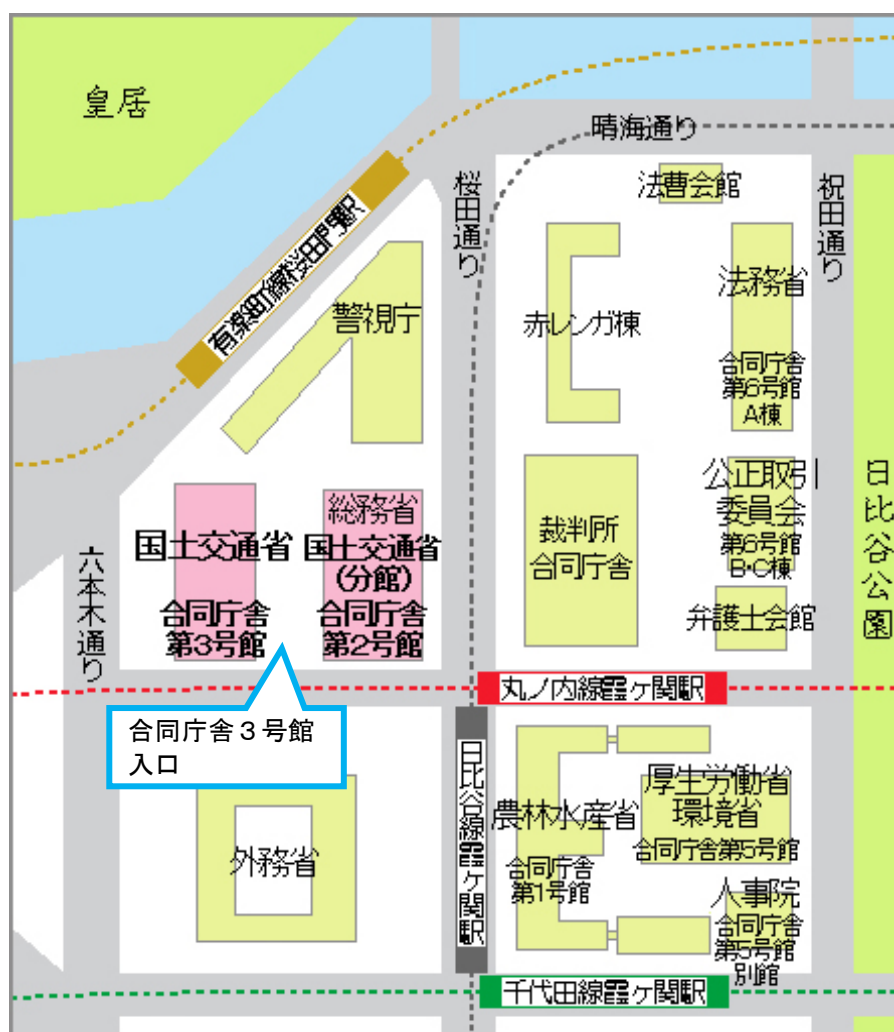 皇居
晴海通り
法曹会館
桜田通り
祝田通り
有楽町線桜田門駅
警視庁
赤レンガ棟
法務省
合同庁舎
第6号館
A棟
公正取引
委員会
第6号館
B・C棟
日比谷公園
裁判所
合同庁舎
弁護士会館
総務省
国土交通省
(分館)
合同庁舎
第2号館
国土交通省
合同庁舎
第3号館
六本木通り
丸ノ内線霞ヶ関駅
合同庁舎３号館
入口
日比谷線霞ヶ関駅
外務省
農林水産省
合同庁舎
第1号館
厚生労働省
環境省
合同庁舎第5号館
人事院
合同庁舎
第5号館
別館
千代田線霞ヶ関駅